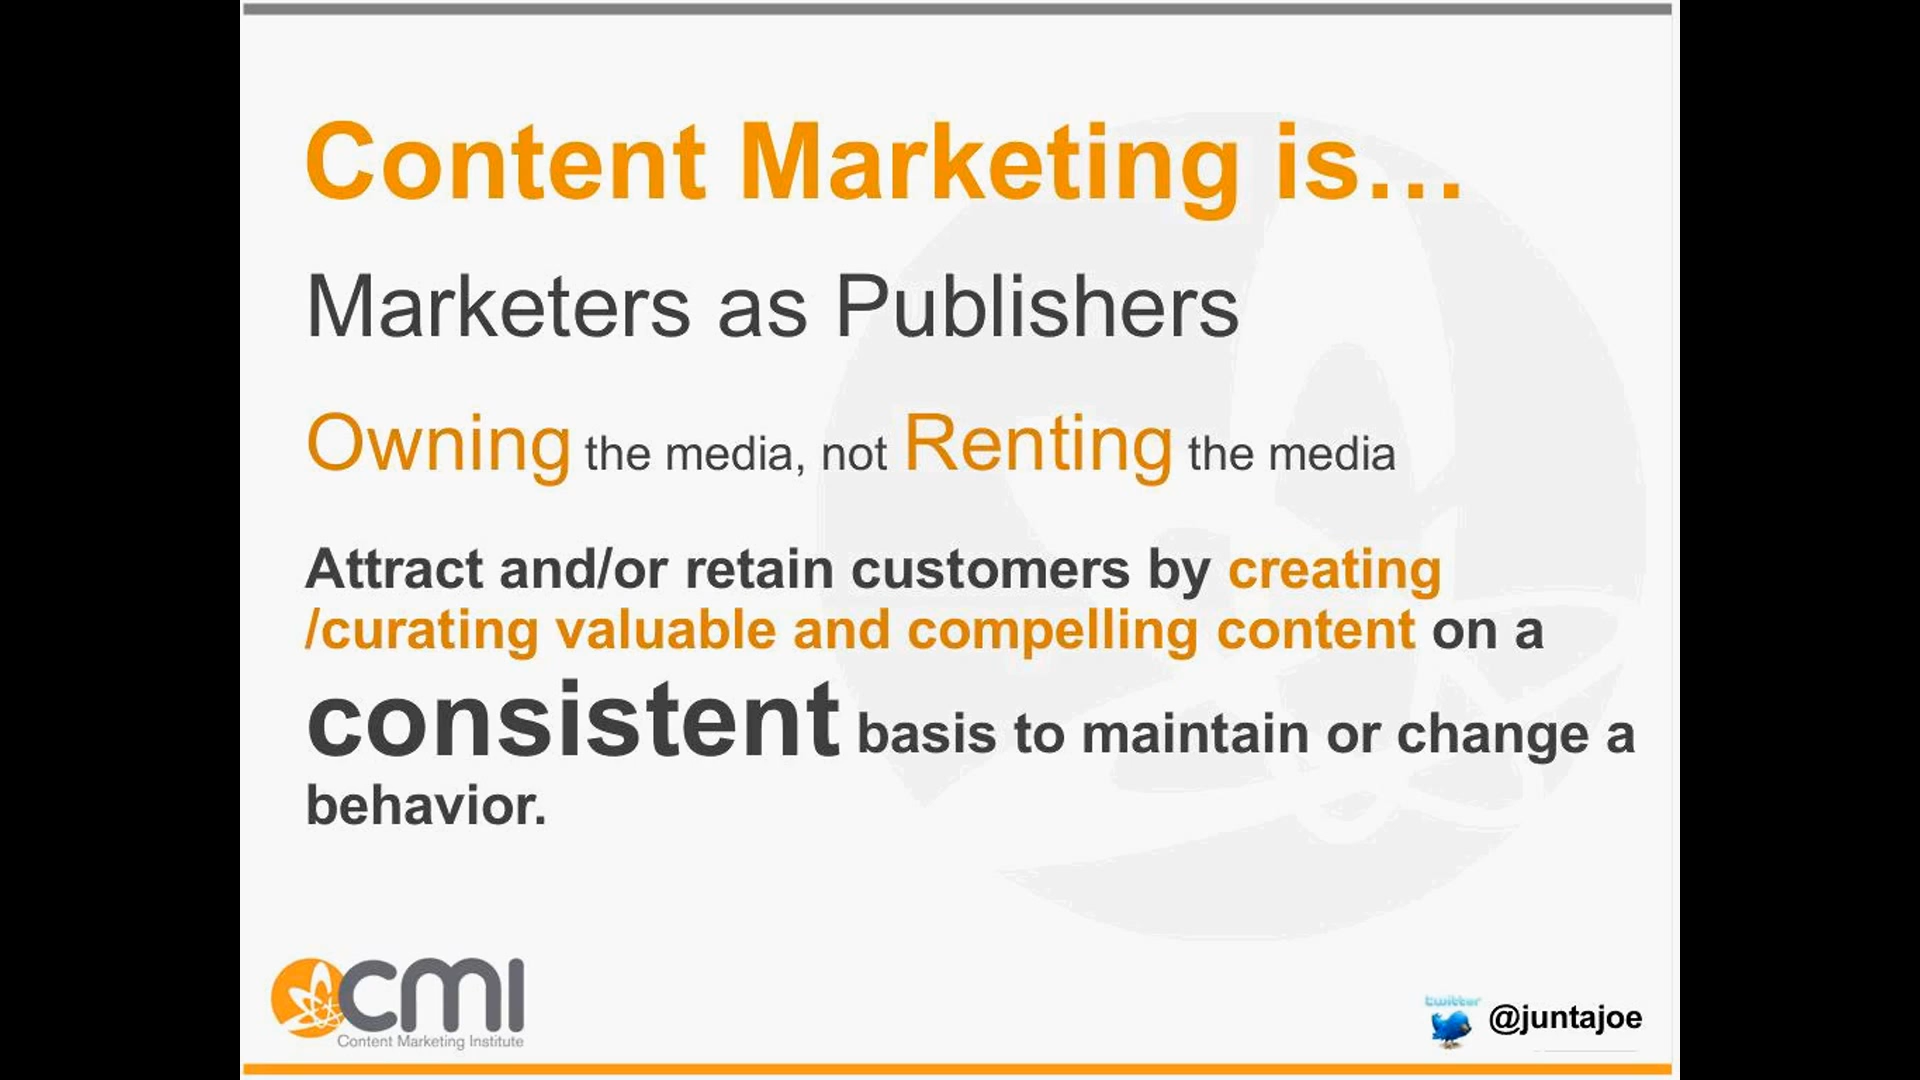 Content Marketing is...
Marketers as Publishers
Owning the media, not Renting the media
Attract and/or retain customers by creating
/curating valuable and compelling content on a
consistent basis to maintain or change a
behavior.
cmi
Content Marketing Institute
twitter
@juntajoe